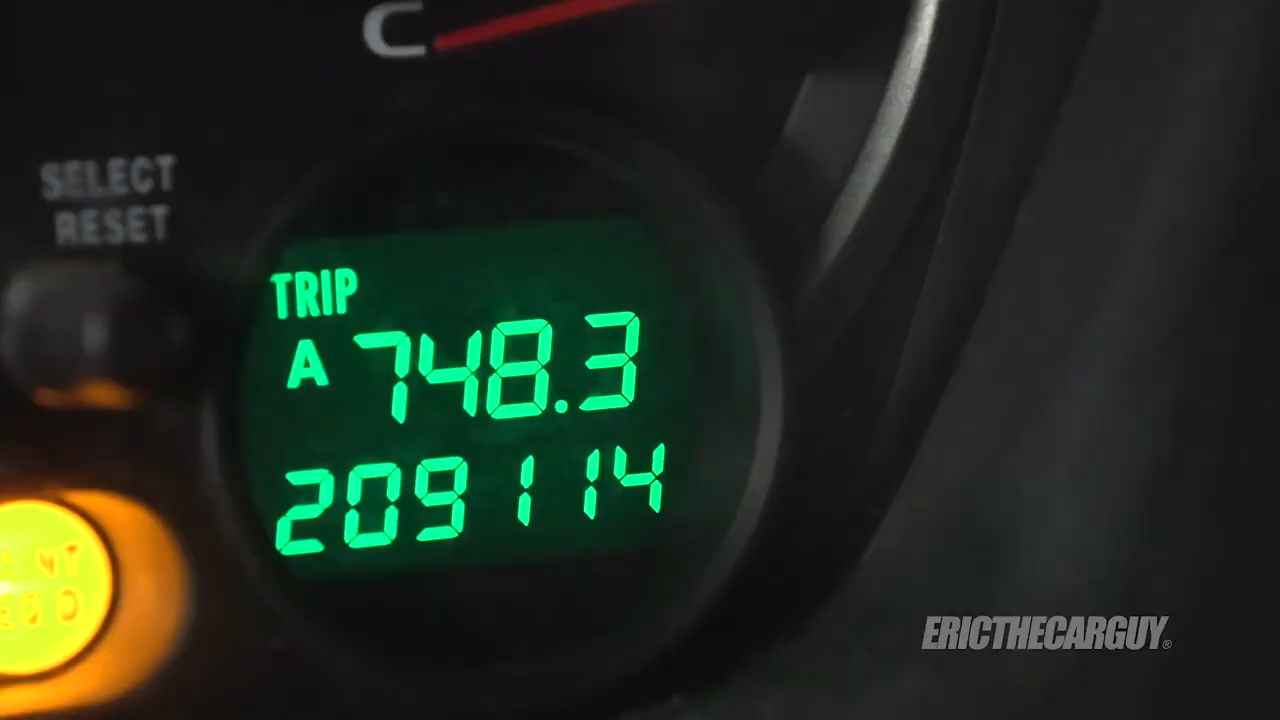 C
SELECT
RESET
TRIP
A 748.3
209114
ERICTHECARGUY®